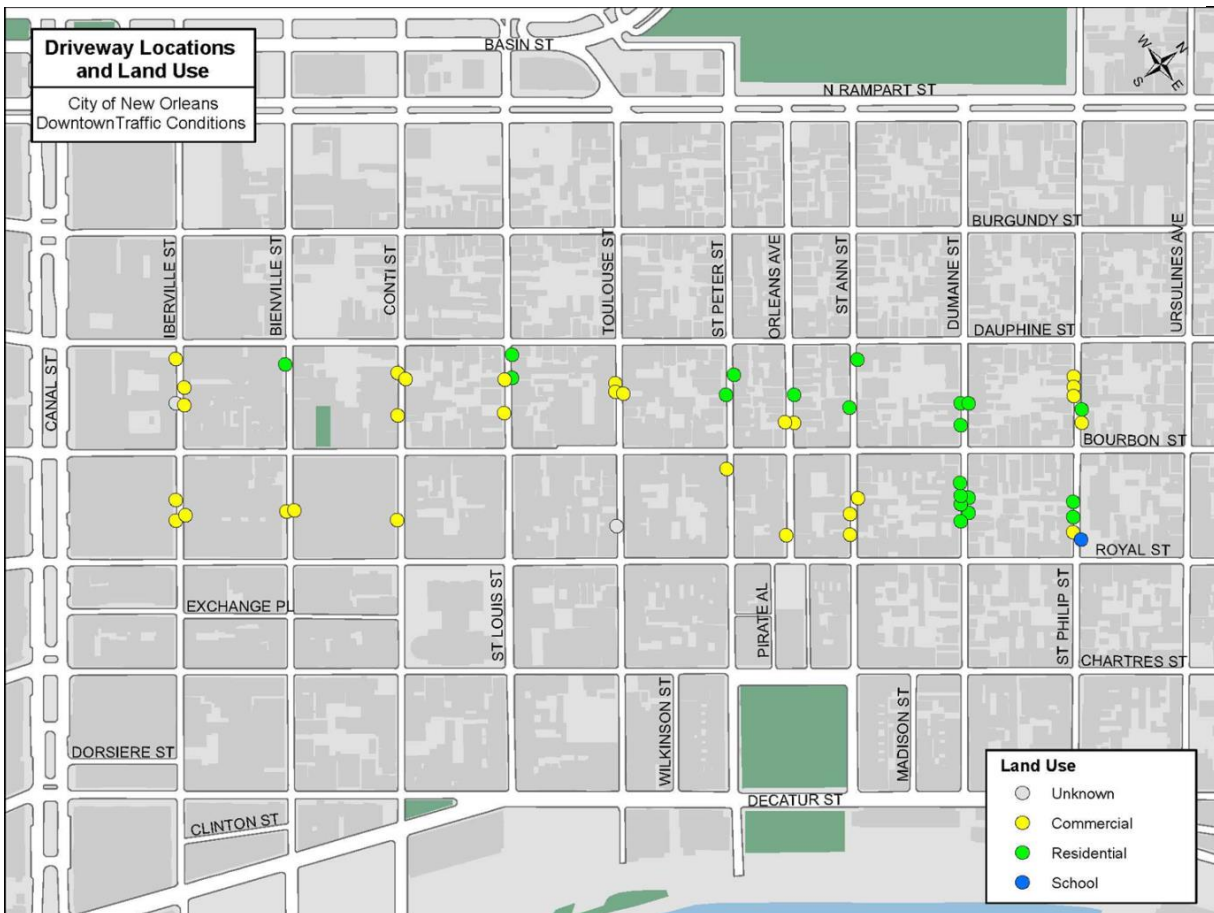 Driveway Locations
and Land Use
City of New Orleans
DowntownTraffic Conditions
BASIN ST
N RAMPART ST
W
N
S
E
BURGUNDY ST
IBERVILLE ST
BIENVILLE ST
CONTI ST
TOULOUSE ST
ST PETER ST
ORLEANS AVE
ST ANN ST
DUMAINE ST
URSULINES AVE
DAUPHINE ST
CANAL ST
BOURBON ST
ROYAL ST
EXCHANGE PL
ST LOUIS ST
PIRATE AL
ST PHILIP ST
CHARTRES ST
WILKINSON ST
MADISON ST
DORSIERE ST
DECATUR ST
CLINTON ST
Land Use
Unknown
Commercial
Residential
School